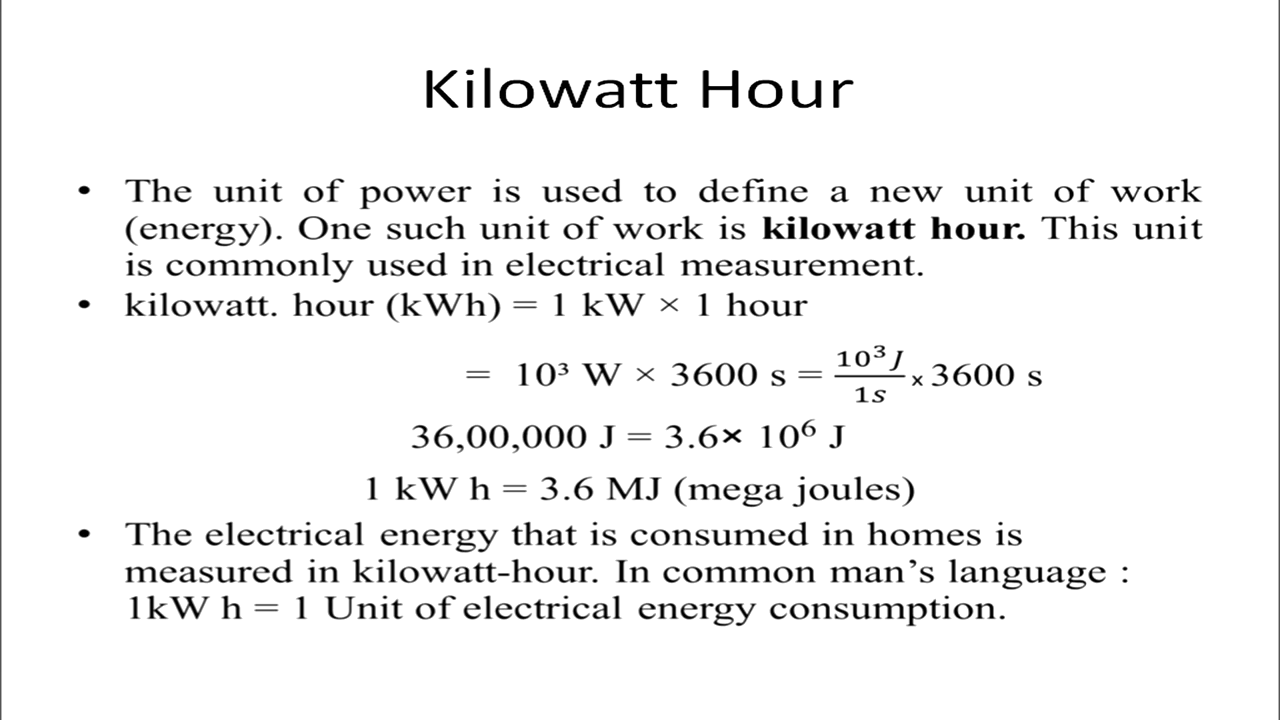 Kilowatt Hour
• The unit of power is used to define a new unit of work
(energy). One such unit of work is kilowatt hour. This unit
is commonly used in electrical measurement.
• kilowatt. hour (kWh) = 1 kW × 1 hour
= 10³ W × 3600 s = 10³J/1s × 3600 s
36,00,000 J = 3.6× 10⁶ J
1 kW h = 3.6 MJ (mega joules)
• The electrical energy that is consumed in homes is
measured in kilowatt-hour. In common man’s language :
1kW h = 1 Unit of electrical energy consumption.